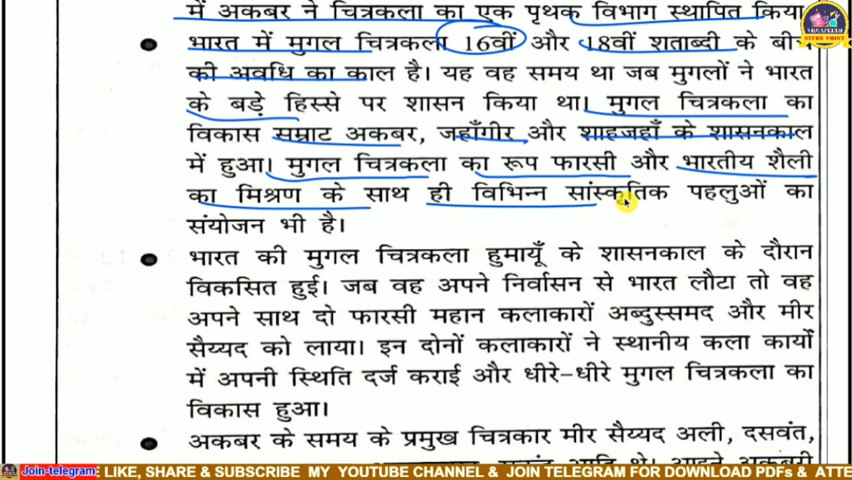 में अकबर ने चित्रकला का एक पृथक विभाग स्थापित किया
भारत में मुगल चित्रकला 16वीं और 18वीं शताब्दी के बीच
की अवधि का काल है। यह वह समय था जब मुगलों ने भारत
के बड़े हिस्से पर शासन किया था। मुगल चित्रकला का
विकास सम्राट अकबर, जहाँगीर और शाहजहाँ के शासनकाल
में हुआ। मुगल चित्रकला का रूप फारसी और भारतीय शैली
का मिश्रण के साथ ही विभिन्न सांस्कृतिक पहलुओं का
संयोजन भी है।
भारत की मुगल चित्रकला हुमायूँ के शासनकाल के दौरान
विकसित हुई। जब वह अपने निर्वासन से भारत लौटा तो वह
अपने साथ दो फारसी महान कलाकारों अब्दुस्समद और मीर
सैय्यद को लाया। इन दोनों कलाकारों ने स्थानीय कला कार्यो
में अपनी स्थिति दर्ज कराई और धीरे-धीरे मुगल चित्रकला का
विकास हुआ।
अकबर के समय के प्रमुख चित्रकार मीर सैय्यद अली, दसवंत,
Join-telegram E LIKE, SHARE & SUBSCRIBE MY YOUTUBE CHANNEL & JOIN TELEGRAM FOR DOWNLOAD PDFs & ATTE
STUDY POINT